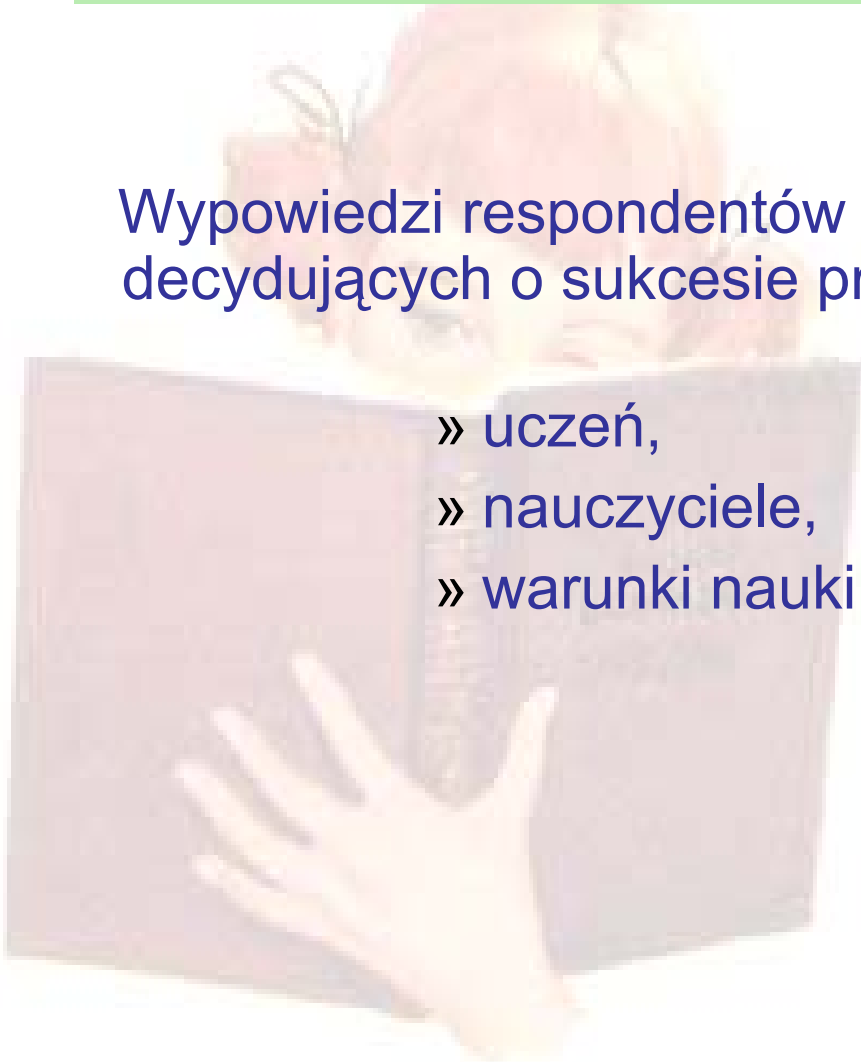 Wypowiedzi respondentów
decydujących o sukcesie pr
» uczeń,
» nauczyciele,
» warunki nauki